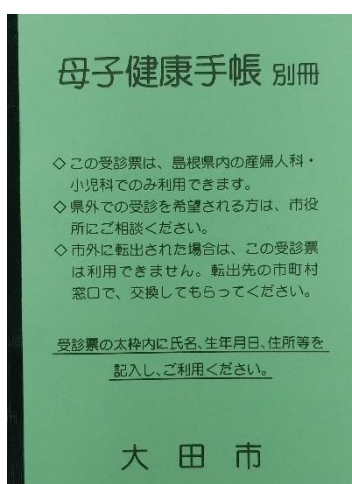 母子健康手帳 別冊
◇この受診票は、島根県内の産婦人科・
小児科でのみ利用できます。
◇県外での受診を希望される方は、市役
所にご相談ください。
◇市外に転出された場合は、この受診票
は利用できません。転出先の市町村
窓口で、交換してもらってください。
受診票の太枠内に氏名、生年月日、住所等を
記入し、ご利用ください。
大田市